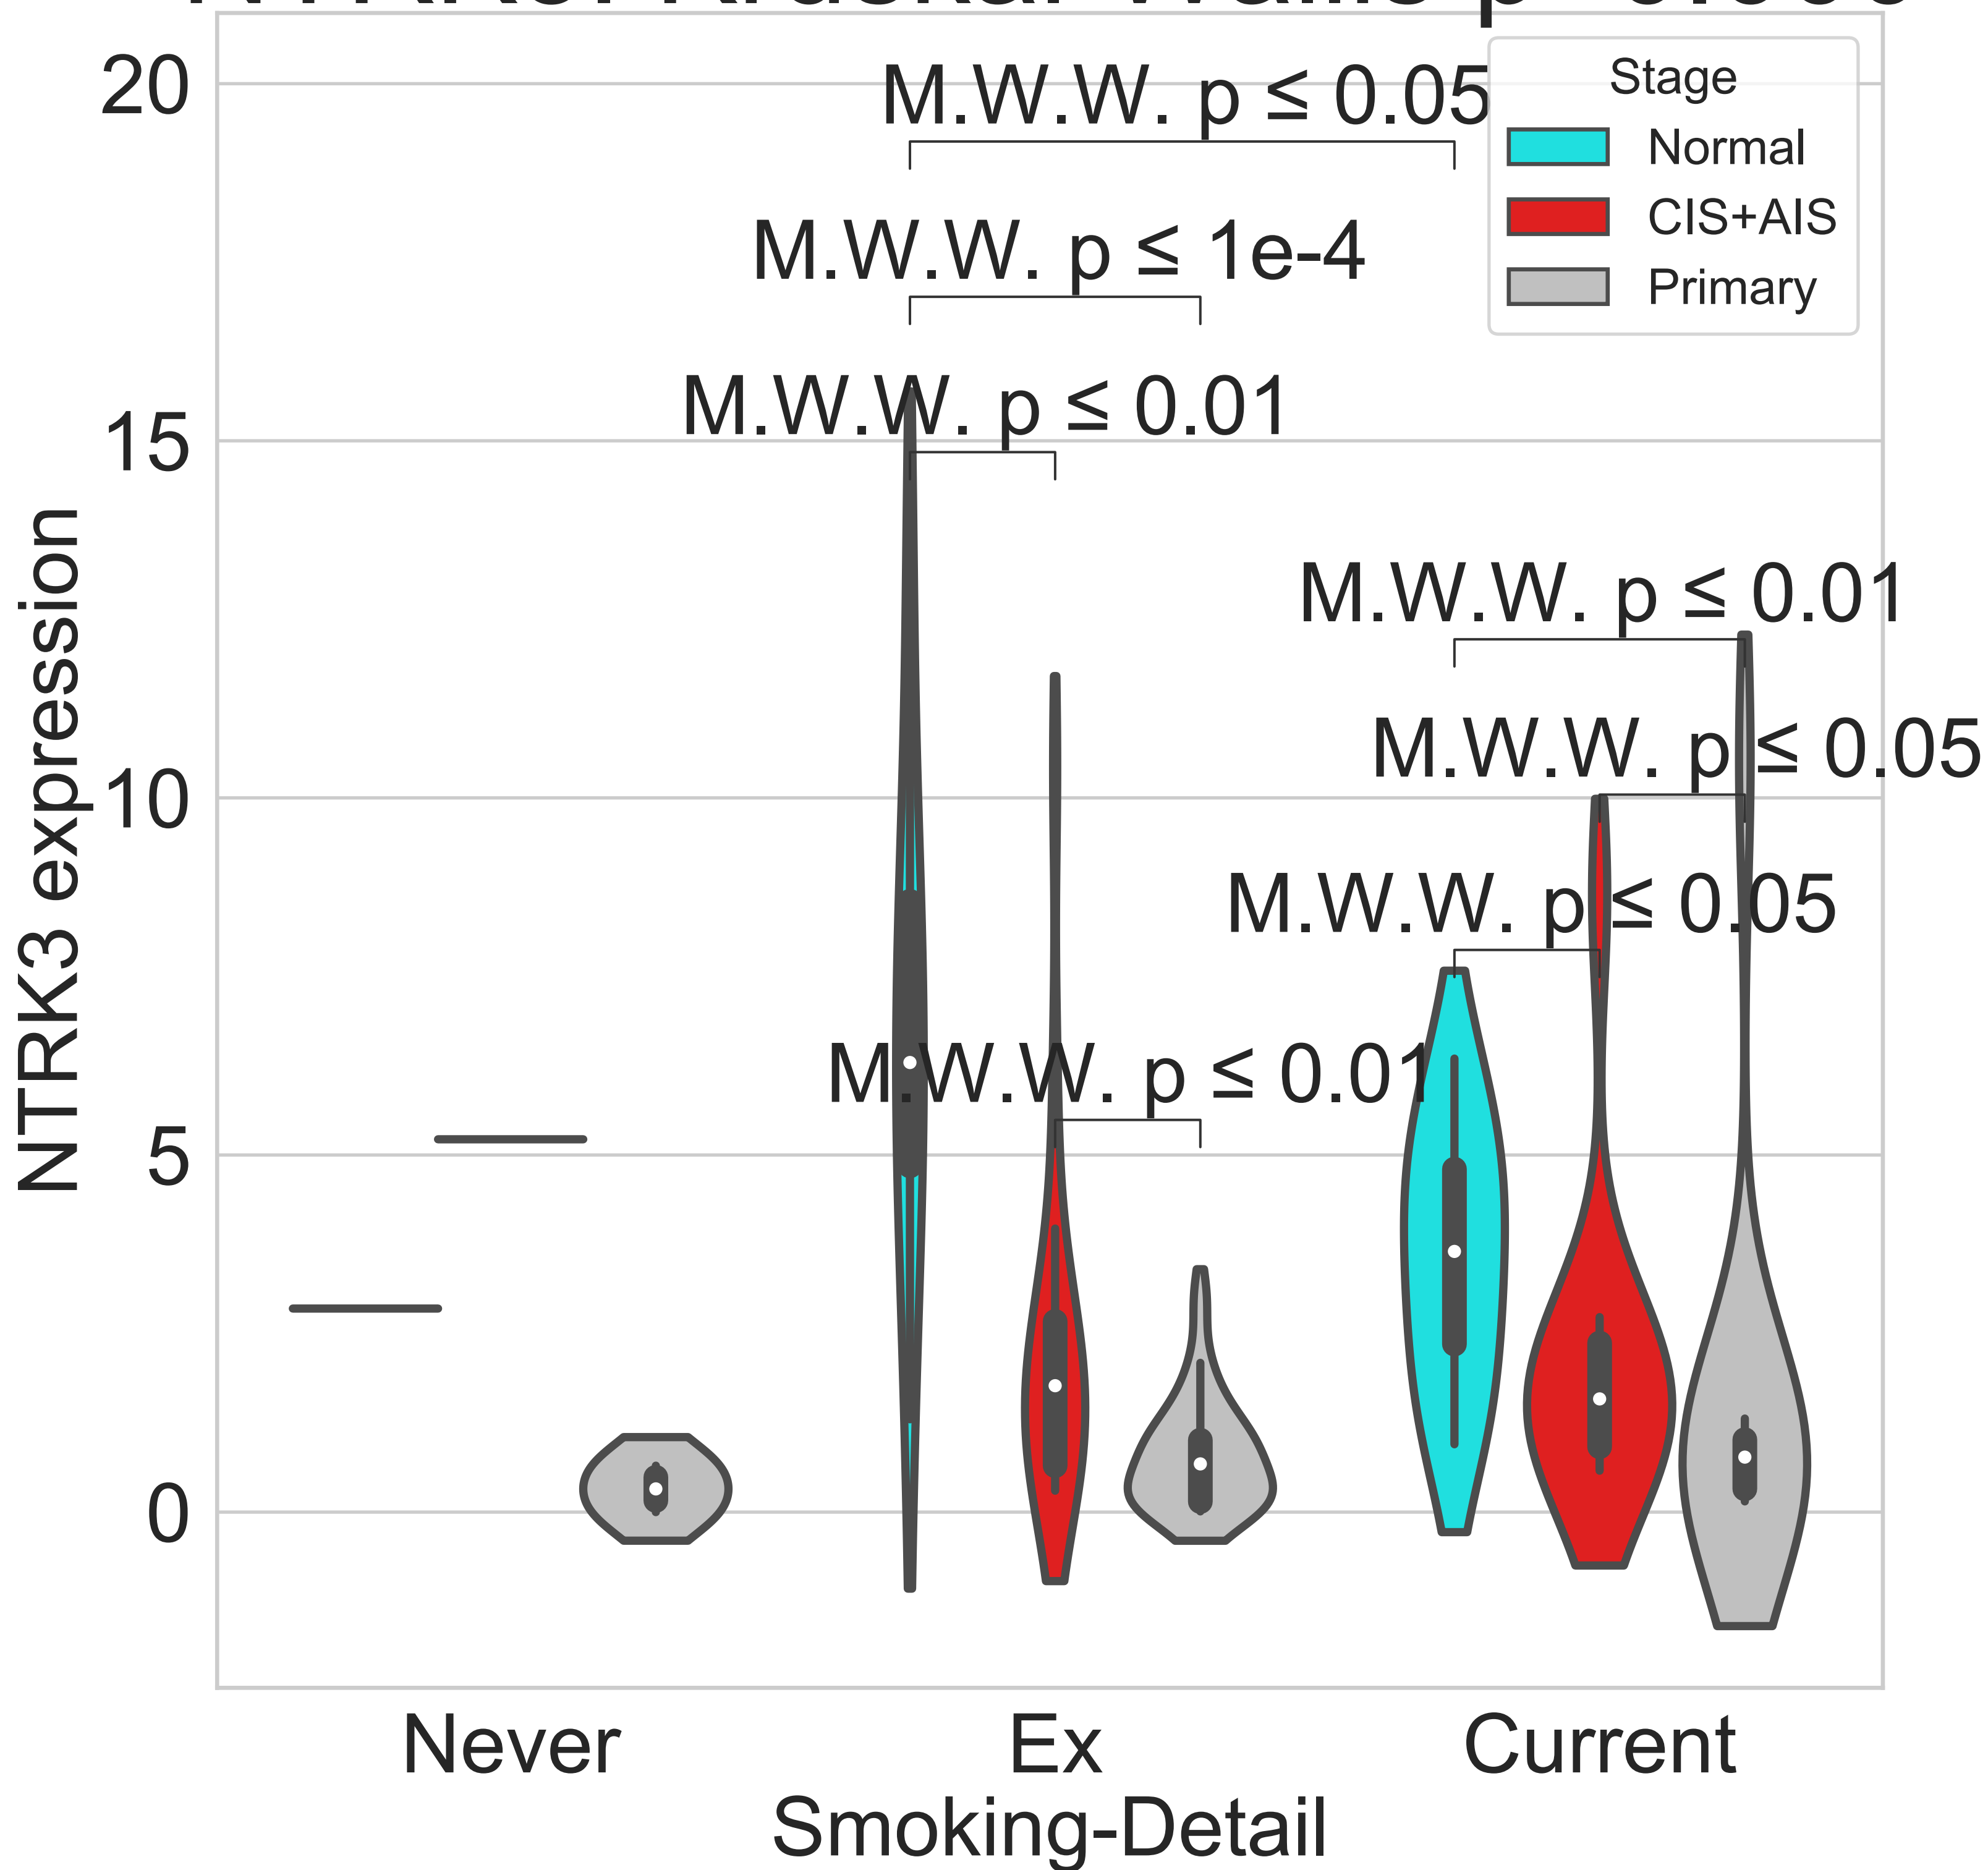 20
15
10
5
0
NTRK3 expression
M.W.W. p ≤ 0.05
M.W.W. p ≤ 1e-4
M.W.W. p ≤ 0.01
M.W.W. p ≤ 0.01
M.W.W. p ≤ 0.05
M.W.W. p ≤ 0.05
M.W.W. p ≤ 0.01
Stage
Normal
CIS+AIS
Primary
Never
Ex
Current
Smoking-Detail